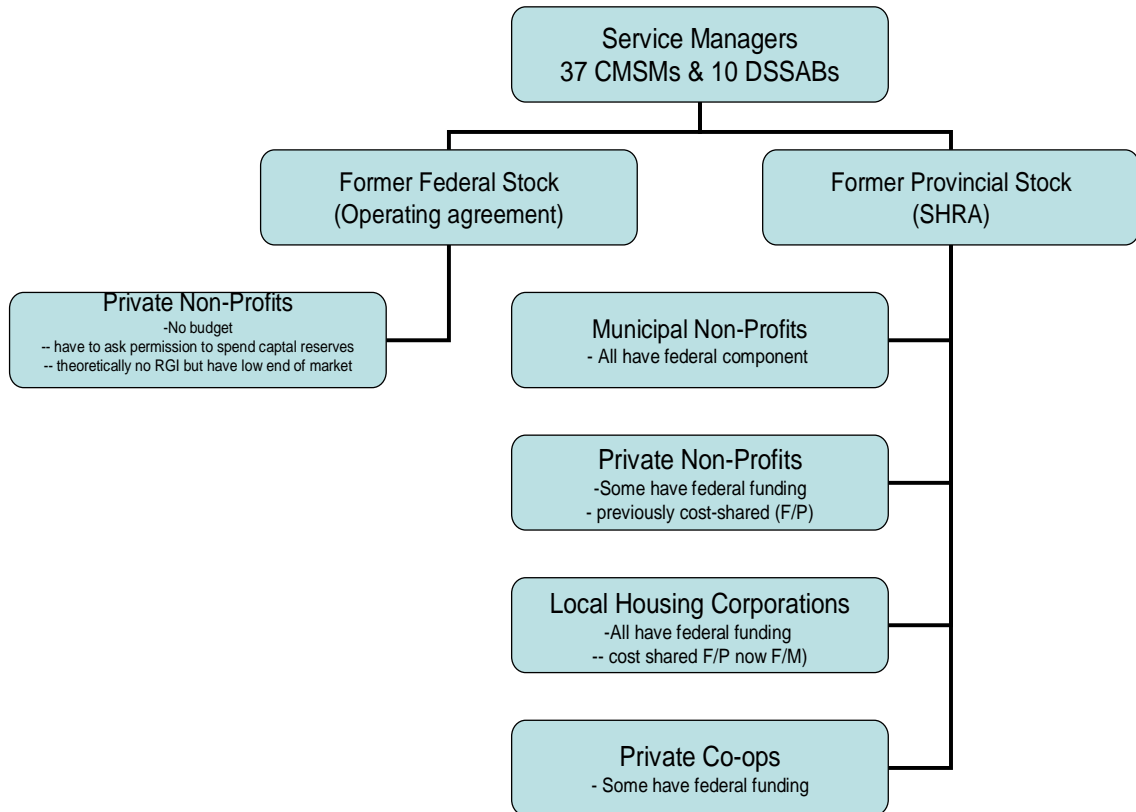 Service Managers
37 CMSMs & 10 DSSABs
Former Federal Stock
(Operating agreement)
Former Provincial Stock
(SHRA)
Private Non-Profits
-No budget
-- have to ask permission to spend captal reserves
-- theoretically no RGI but have low end of market
Municipal Non-Profits
- All have federal component
Private Non-Profits
-Some have federal funding
- previously cost-shared (F/P)
Local Housing Corporations
-All have federal funding
-- cost shared F/P now F/M)
Private Co-ops
- Some have federal funding